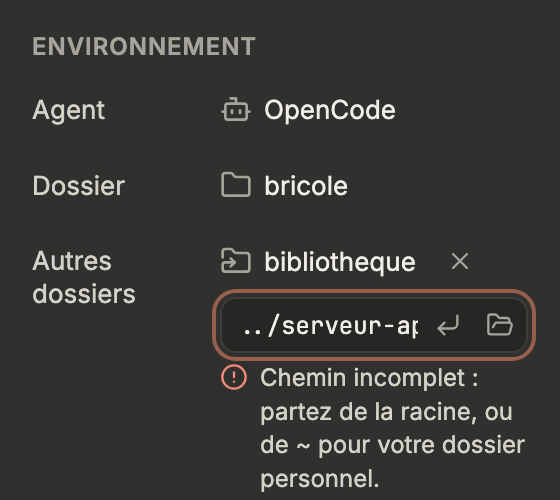 ENVIRONNEMENT
Agent OpenCode
Dossier bricole
Autres dossiers bibliotheque
../serveur-ap
Chemin incomplet :
partez de la racine, ou
de ~ pour votre dossier
personnel.